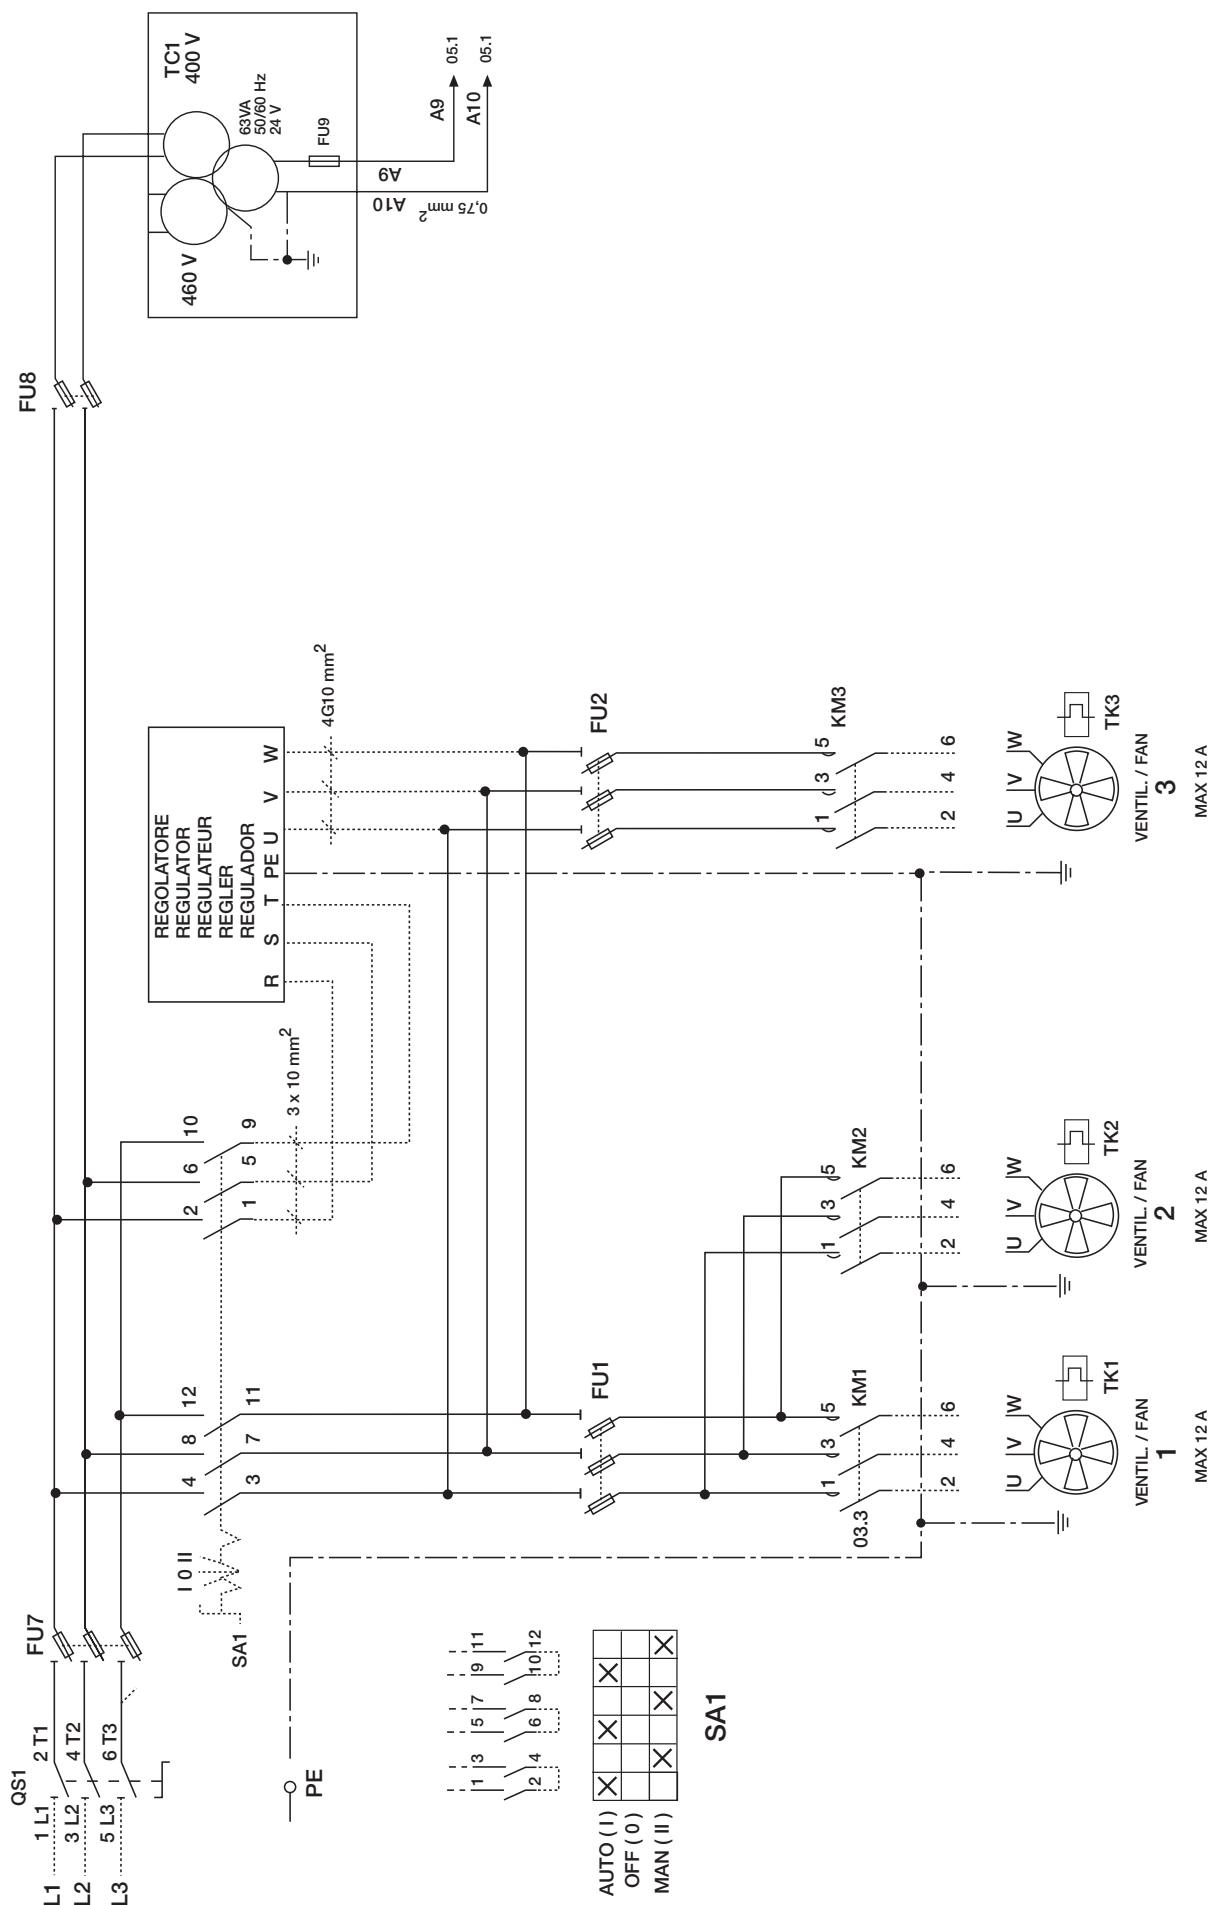 L1
L2
L3
QS1
1 L1
3 L2
5 L3
2 T1
4 T2
6 T3
FU7
FU8
TC1
400 V
460 V
63VA
50/60 Hz
24 V
FU9
A9
A10
0,75 mm2
A9
A10
05.1
05.1
SA1
I 0 II
4
8
12
3
7
11
2
6
10
1
5
9
3 x 10 mm2
REGOLATORE
REGULATOR
REGULATEUR
REGLER
REGULADOR
R S T PE U V W
4G10 mm2
FU1
FU2
KM1
03.3
1
3
5
2
4
6
KM2
1
3
5
2
4
6
KM3
1
3
5
2
4
6
PE
U
V
W
TK1
VENTIL. / FAN
1
MAX 12 A
U
V
W
TK2
VENTIL. / FAN
2
MAX 12 A
U
V
W
TK3
VENTIL. / FAN
3
MAX 12 A
1 3 5 7 9 11
2 4 6 8 10 12
AUTO ( I )
OFF ( 0 )
MAN ( II )
SA1